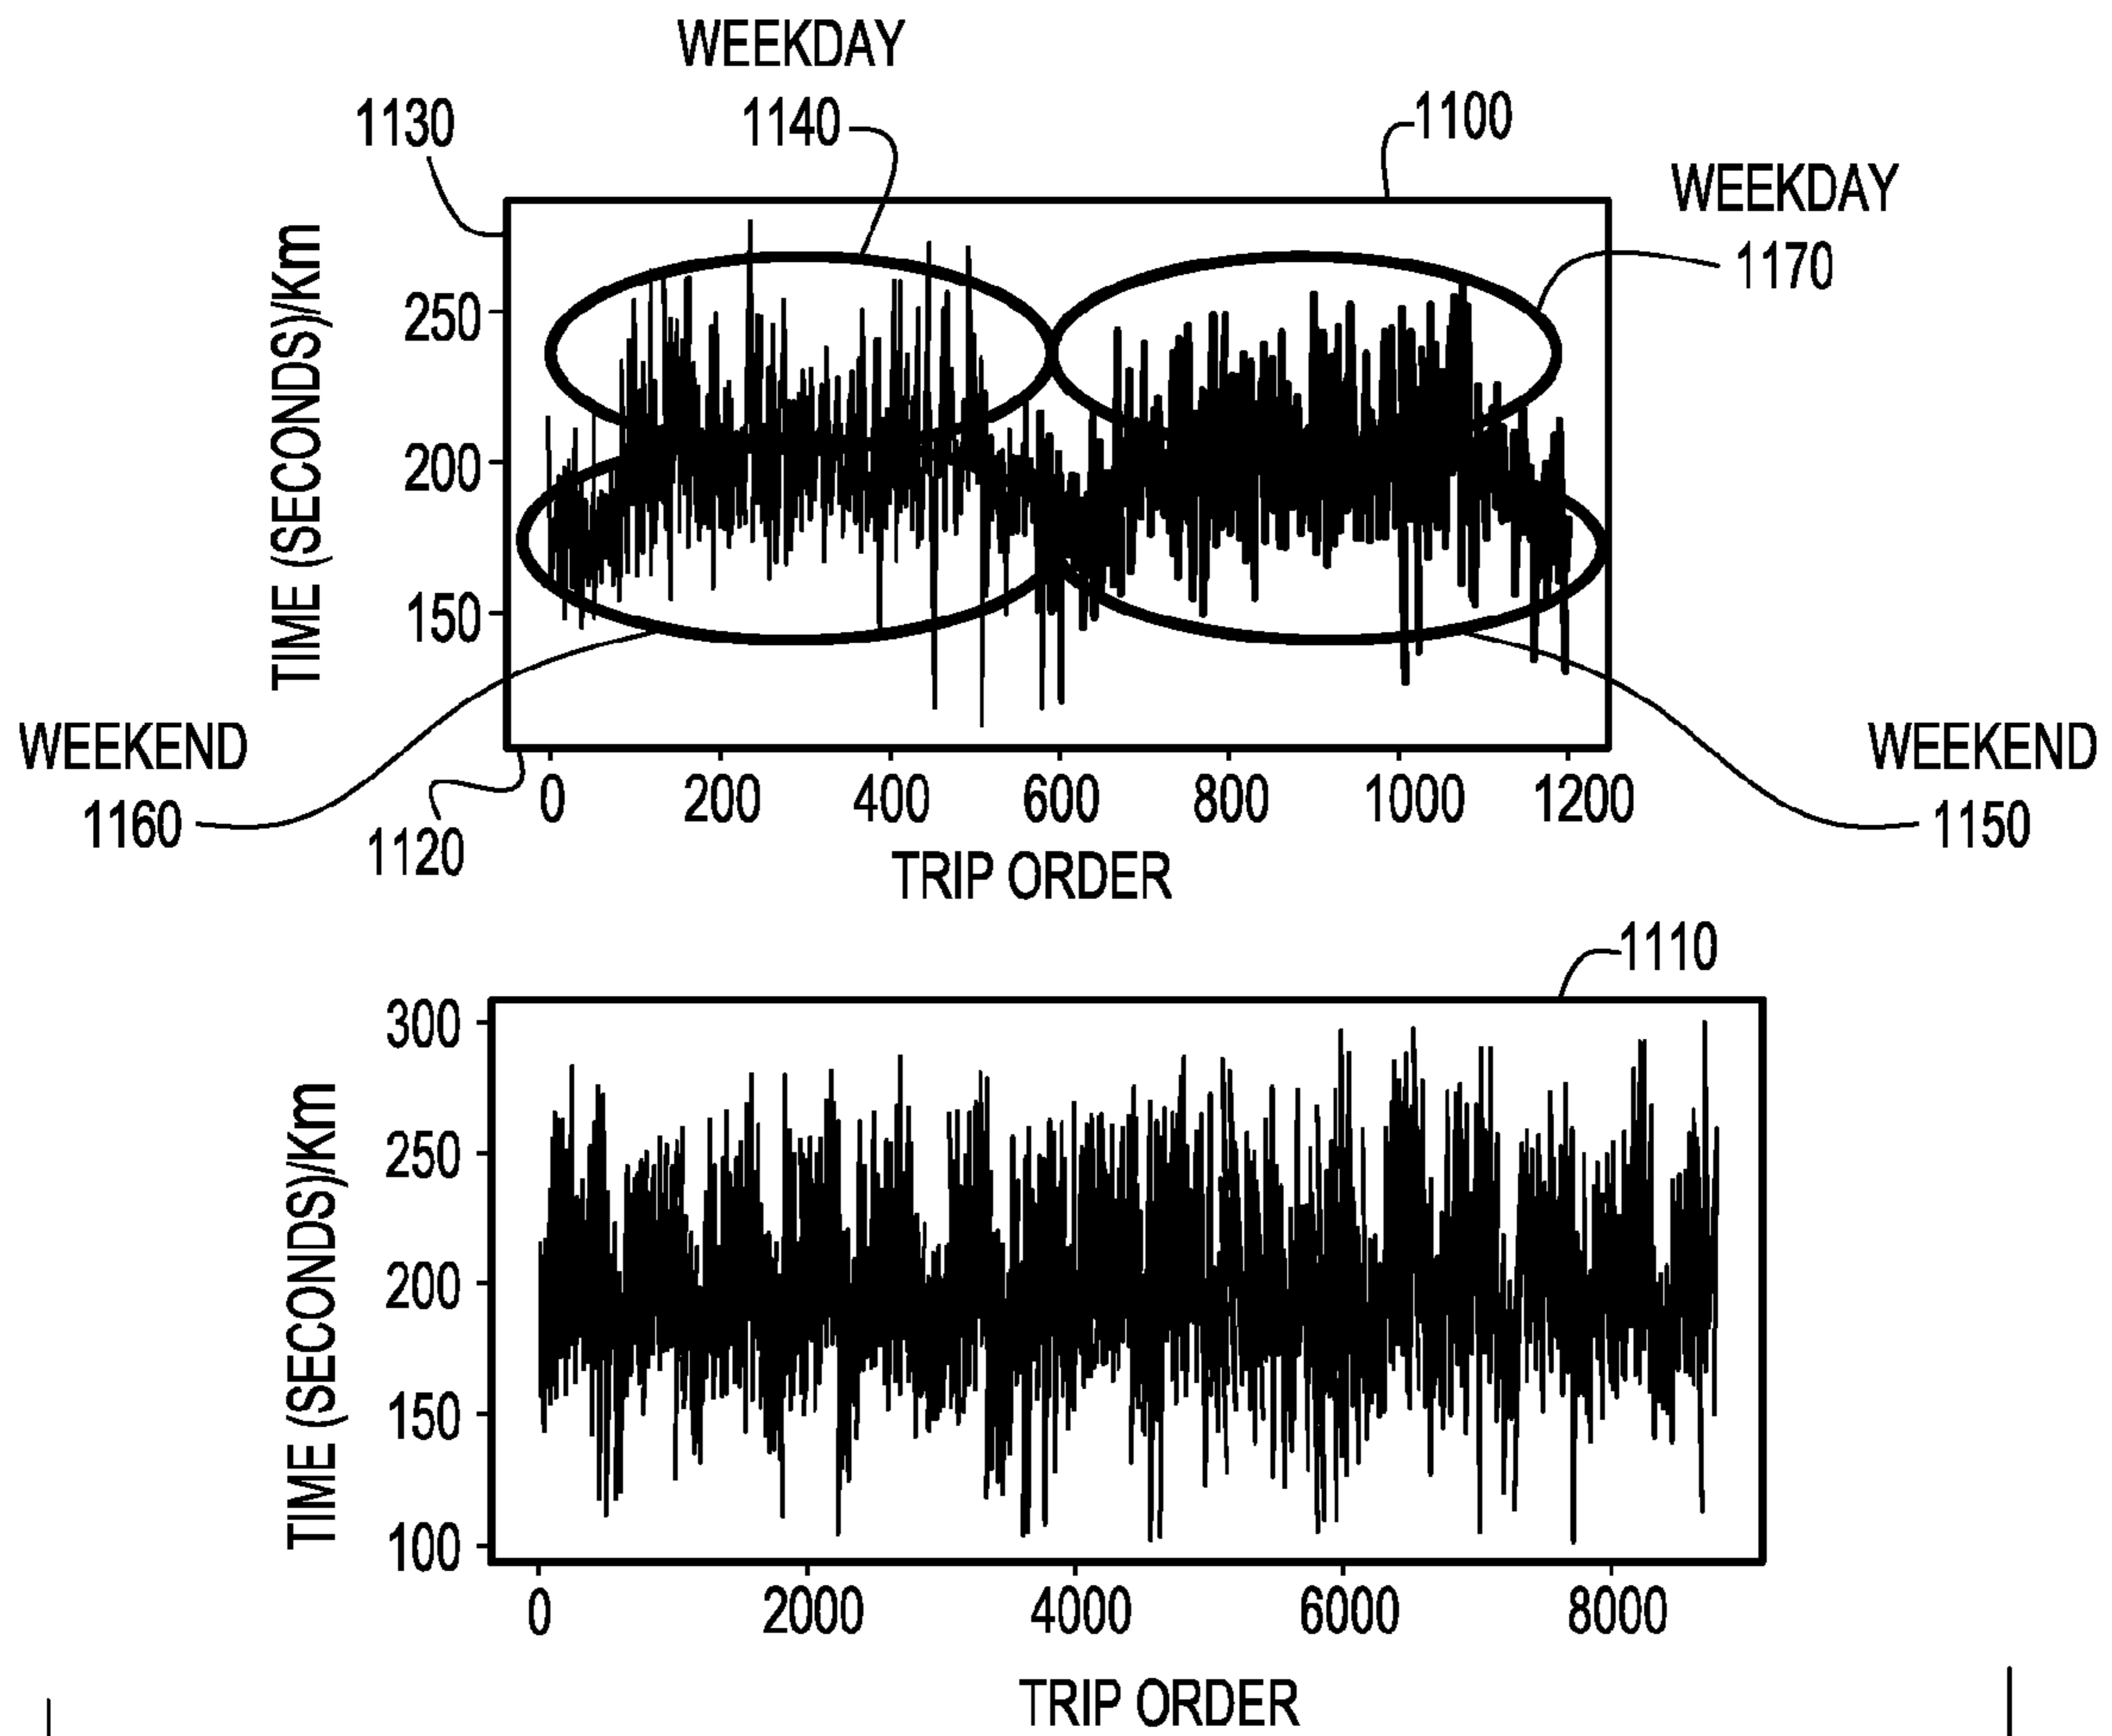 WEEKDAY
1130
1140
1100
WEEKDAY
1170
TIME (SECONDS)/Km
250
200
150
WEEKEND
1160
WEEKEND
1150
0 200 400 600 800 1000 1200
1120
TRIP ORDER
1110
TIME (SECONDS)/Km
300
250
200
150
100
0 2000 4000 6000 8000
TRIP ORDER